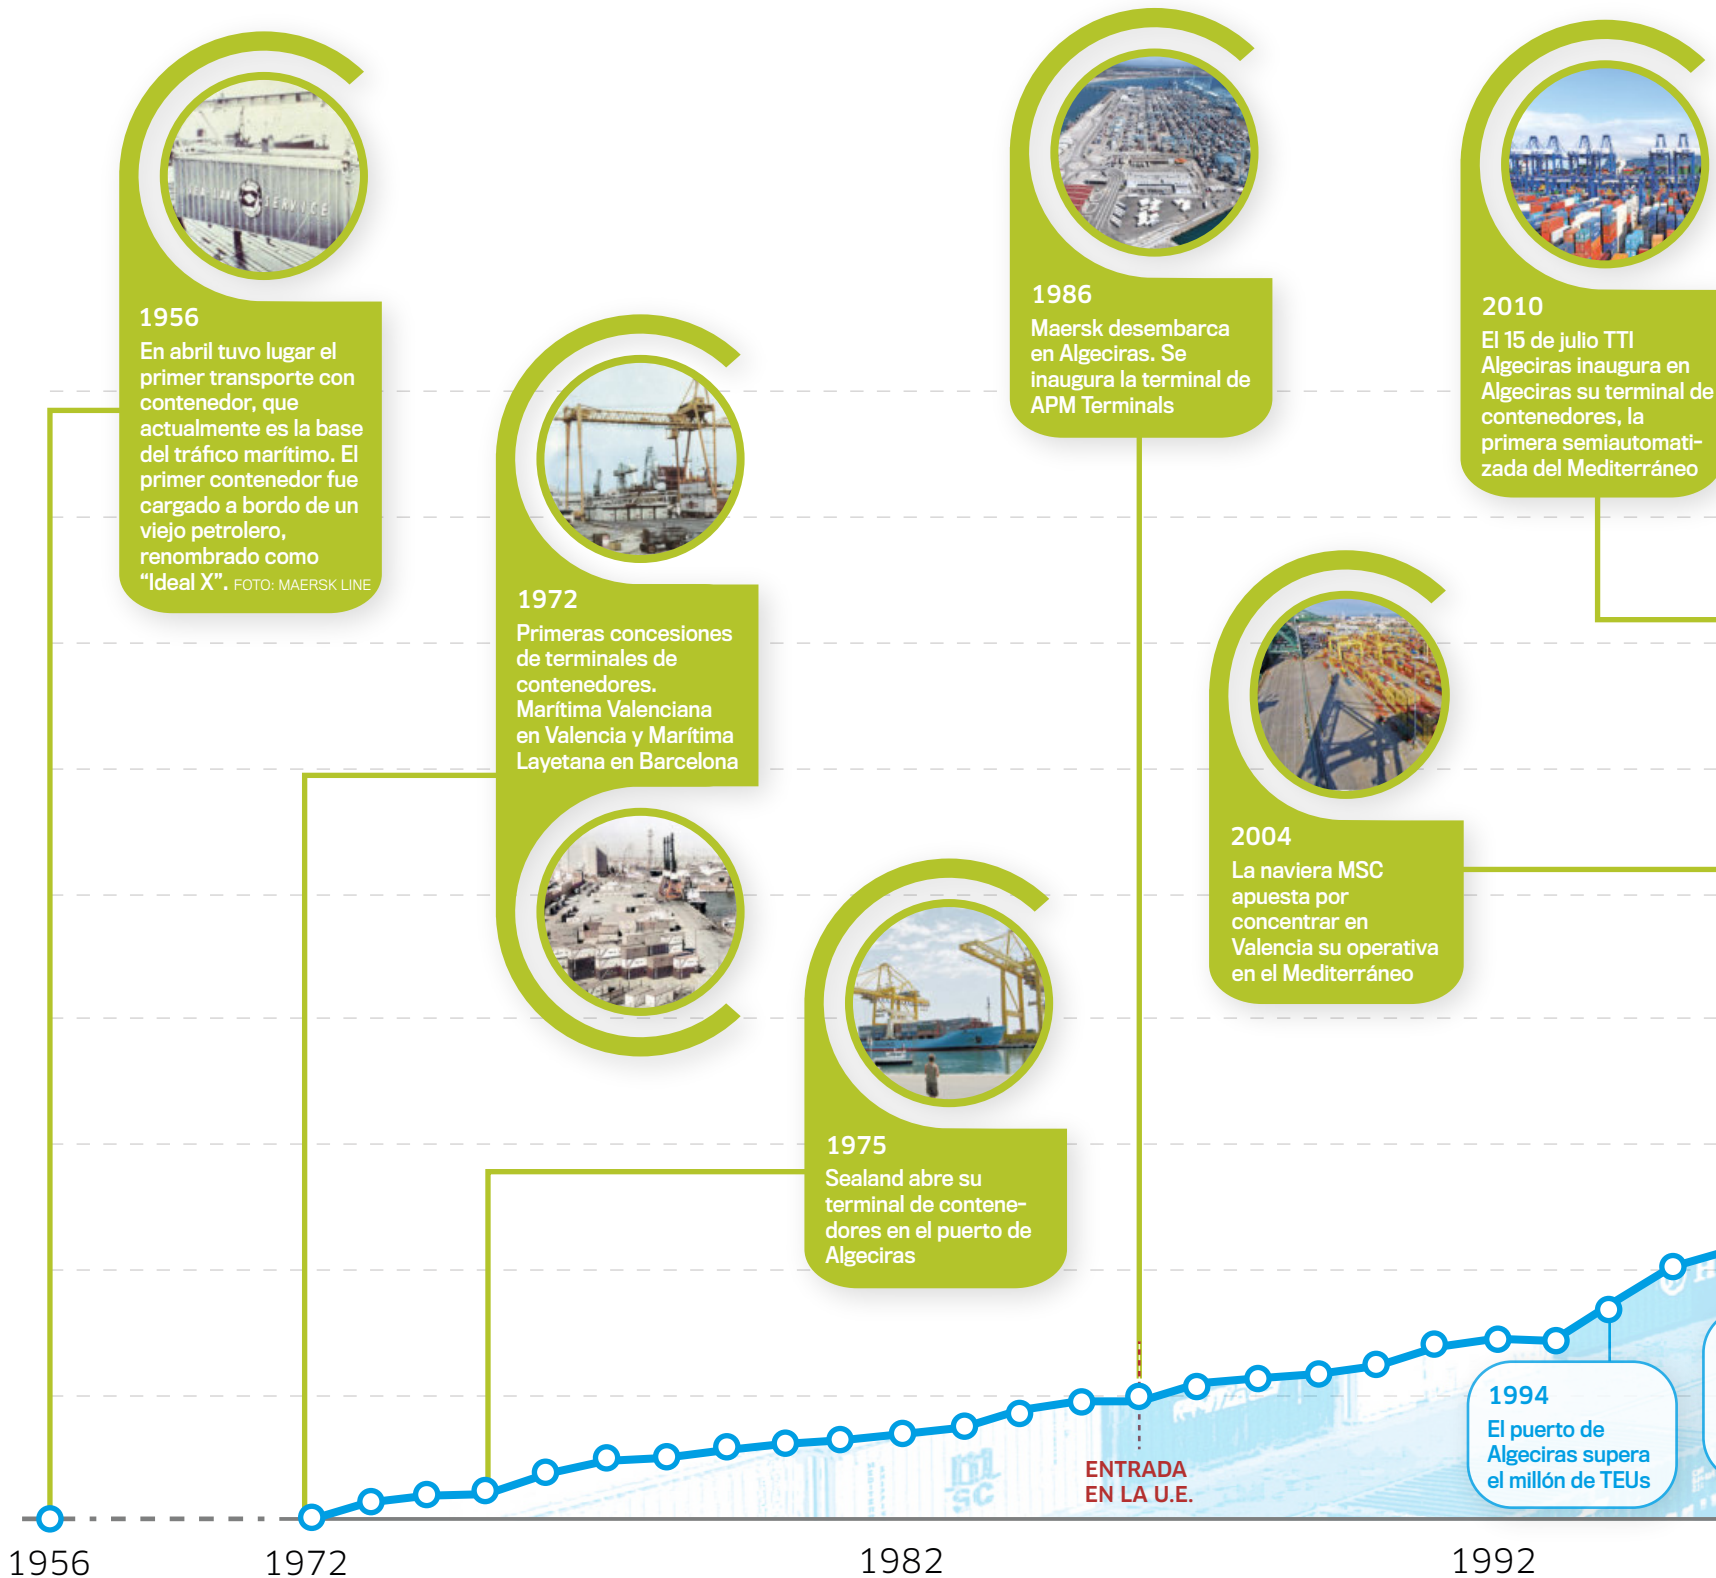 SEA-LAND SERVICE
1956
En abril tuvo lugar el
primer transporte con
contenedor, que
actualmente es la base
del tráfico marítimo. El
primer contenedor fue
cargado a bordo de un
viejo petrolero,
renombrado como
“Ideal X”. FOTO: MAERSK LINE
1972
Primeras concesiones
de terminales de
contenedores.
Marítima Valenciana
en Valencia y Marítima
Layetana en Barcelona
1975
Sealand abre su
terminal de contene-
dores en el puerto de
Algeciras
1986
Maersk desembarca
en Algeciras. Se
inaugura la terminal de
APM Terminals
2004
La naviera MSC
apuesta por
concentrar en
Valencia su operativa
en el Mediterráneo
2010
El 15 de julio TTI
Algeciras inaugura en
Algeciras su terminal de
contenedores, la
primera semiautomati-
zada del Mediterráneo
ENTRADA
EN LA U.E.
1994
El puerto de
Algeciras supera
el millón de TEUs
mSC
1956
1972
1982
1992